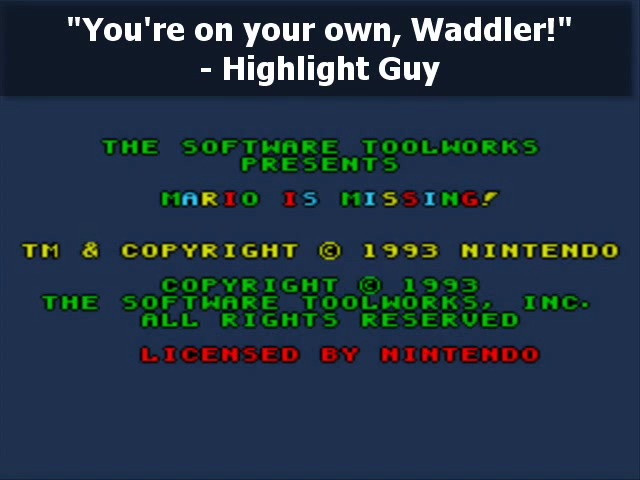 "You're on your own, Waddler!"
- Highlight Guy
THE SOFTWARE TOOLWORKS
PRESENTS
MARIO IS MISSING!
TM & COPYRIGHT © 1993 NINTENDO
COPYRIGHT © 1993
THE SOFTWARE TOOLWORKS, INC.
ALL RIGHTS RESERVED
LICENSED BY NINTENDO